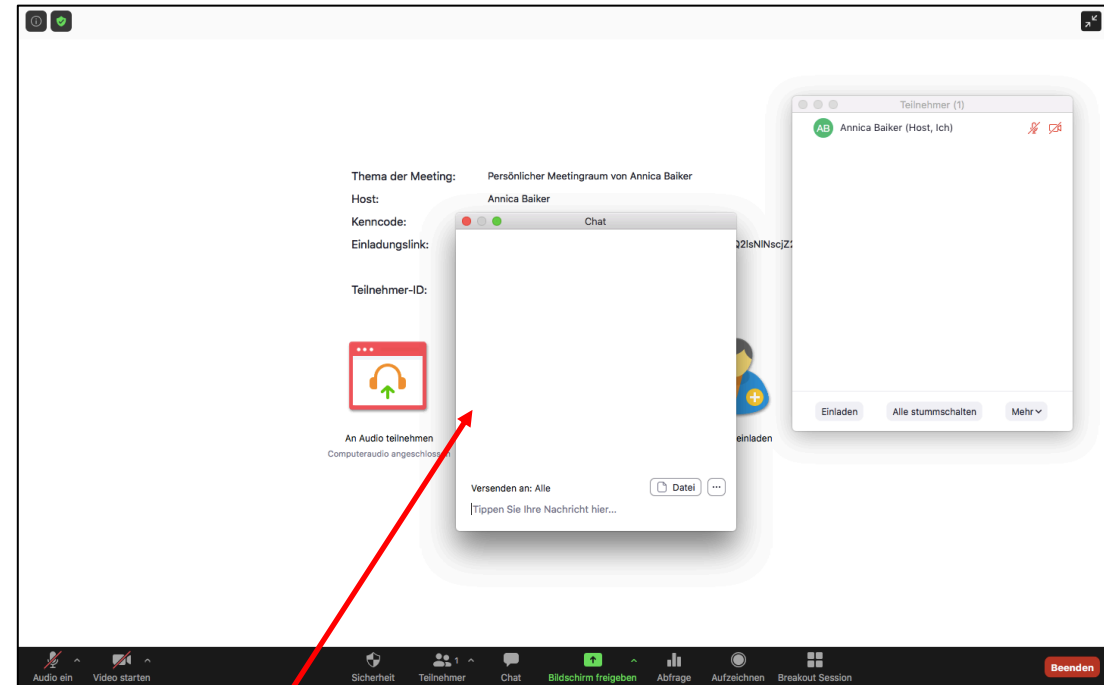 Teilnehmer (1)
AB Annica Baiker (Host, Ich)
Thema der Meeting: Persönlicher Meetingraum von Annica Baiker
Host: Annica Baiker
Kenncode:
Einladungslink:
Teilnehmer-ID:
Chat
An Audio teilnehmen
Computeraudio angeschlossen
einladen
Versenden an: Alle
Datei
Tippen Sie Ihre Nachricht hier...
Einladen Alle stummschalten Mehr
Audio ein Video starten Sicherheit Teilnehmer 1 Chat Bildschirm freigeben Abfrage Aufzeichnen Breakout Session Beenden